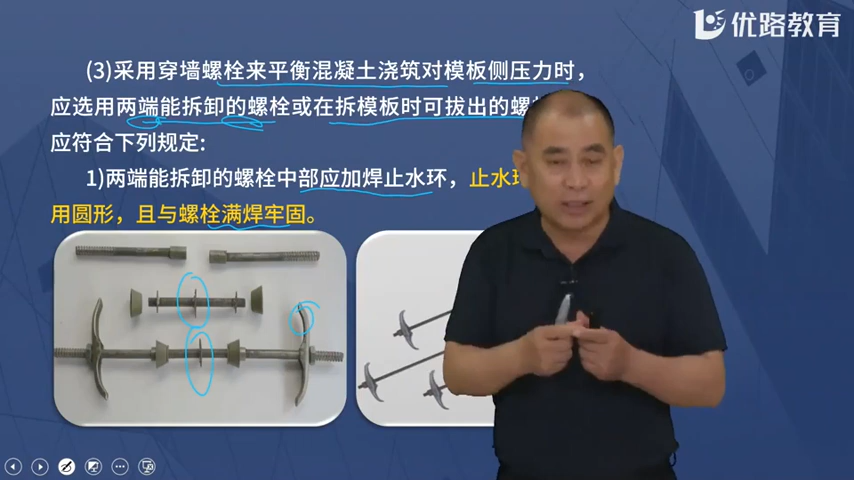 优路教育
(3)采用穿墙螺栓来平衡混凝土浇筑对模板侧压力时，
应选用两端能拆卸的螺栓或在拆模板时可拔出的螺
应符合下列规定:
1)两端能拆卸的螺栓中部应加焊止水环，止水
用圆形，且与螺栓满焊牢固。